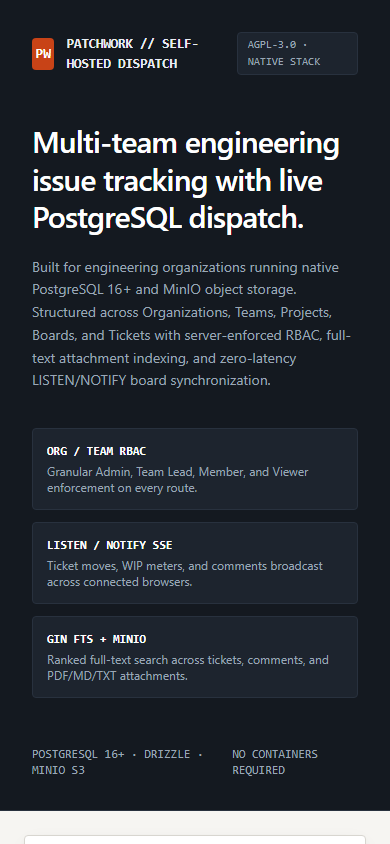 PW
PATCHWORK // SELF-
HOSTED DISPATCH
AGPL-3.0 ·
NATIVE STACK
Multi-team engineering
issue tracking with live
PostgreSQL dispatch.
Built for engineering organizations running native
PostgreSQL 16+ and MinIO object storage.
Structured across Organizations, Teams, Projects,
Boards, and Tickets with server-enforced RBAC, full-
text attachment indexing, and zero-latency
LISTEN/NOTIFY board synchronization.
ORG / TEAM RBAC
Granular Admin, Team Lead, Member, and Viewer
enforcement on every route.
LISTEN / NOTIFY SSE
Ticket moves, WIP meters, and comments broadcast
across connected browsers.
GIN FTS + MINIO
Ranked full-text search across tickets, comments, and
PDF/MD/TXT attachments.
POSTGRESQL 16+ · DRIZZLE ·
MINIO S3
NO CONTAINERS
REQUIRED